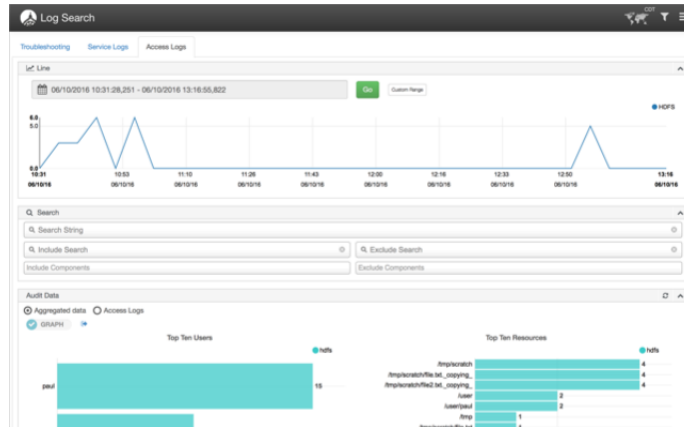 Log Search
CDT
Troubleshooting Service Logs Access Logs
Line
06/10/2016 10:31:28,251 - 06/10/2016 13:16:55,822 Go Custom Range
HDFS
6.0
5.0
0.0
10:31 10:53 11:10 11:26 11:43 12:00 12:16 12:33 12:50 13:16
06/10/16 06/10/16 06/10/16 06/10/16 06/10/16 06/10/16 06/10/16 06/10/16 06/10/16 06/10/16
Search
Search String
Include Search Exclude Search
Include Components Exclude Components
Audit Data
Aggregated data Access Logs
GRAPH
Top Ten Users Top Ten Resources
hdfs hdfs
/tmp/scratch 4
/tmp/scratch/file.txt._copying_ 4
paul 15 /tmp/scratch/file2.txt._copying_ 4
/user 2
/user/paul 2
/tmp 1
/tmp/scratch/file.txt 1